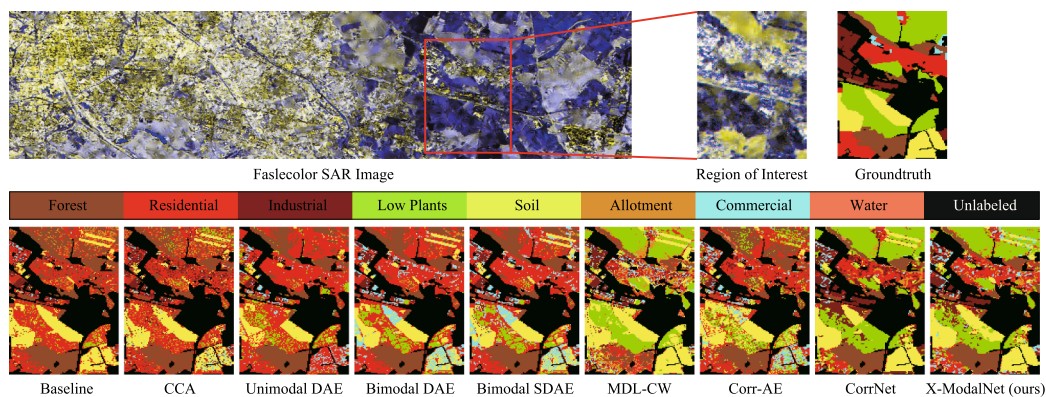 Faslecolor SAR Image
Region of Interest
Groundtruth
Forest
Residential
Industrial
Low Plants
Soil
Allotment
Commercial
Water
Unlabeled
Baseline
CCA
Unimodal DAE
Bimodal DAE
Bimodal SDAE
MDL-CW
Corr-AE
CorrNet
X-ModalNet (ours)